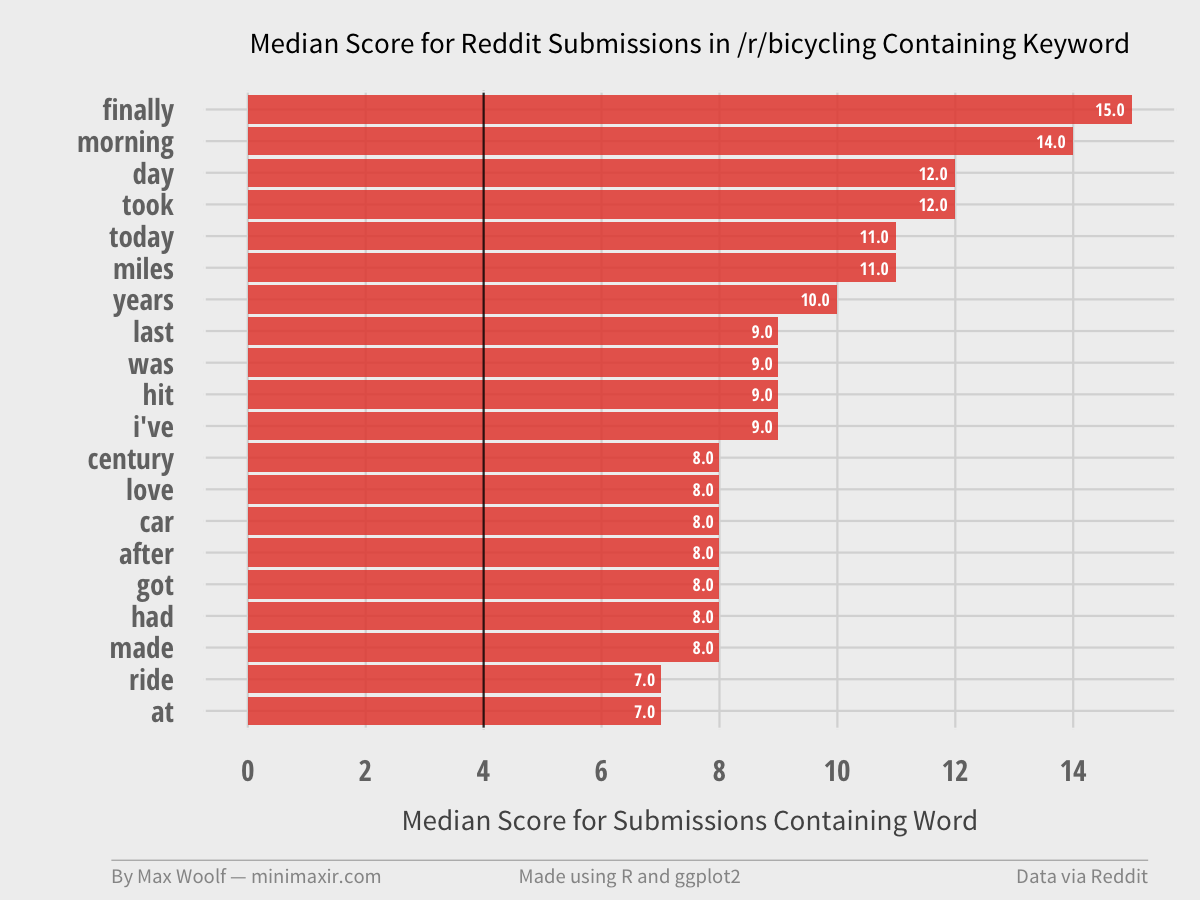 Median Score for Reddit Submissions in /r/bicycling Containing Keyword
finally 15.0
morning 14.0
day 12.0
took 12.0
today 11.0
miles 11.0
years 10.0
last 9.0
was 9.0
hit 9.0
i've 9.0
century 8.0
love 8.0
car 8.0
after 8.0
got 8.0
had 8.0
made 8.0
ride 7.0
at 7.0
0 2 4 6 8 10 12 14
Median Score for Submissions Containing Word
By Max Woolf — minimaxir.com Made using R and ggplot2 Data via Reddit